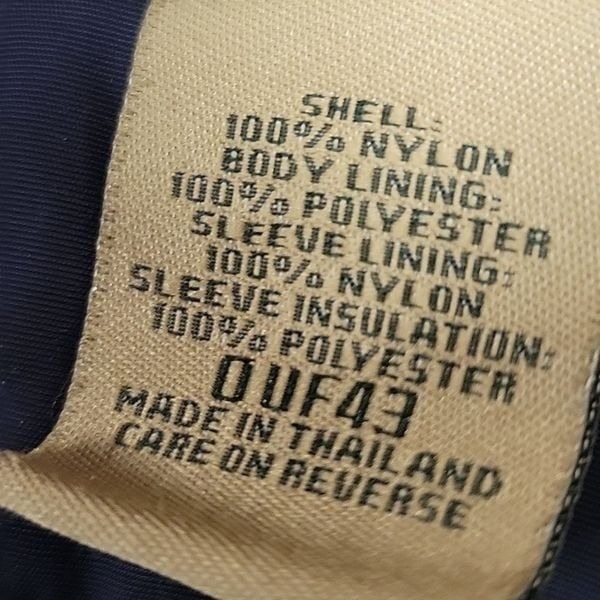 SHELL:
100% NYLON
BODY LINING:
100% POLYESTER
SLEEVE LINING:
100% NYLON
SLEEVE INSULATION:
100% POLYESTER
0UF43
MADE IN THAILAND
CARE ON REVERSE